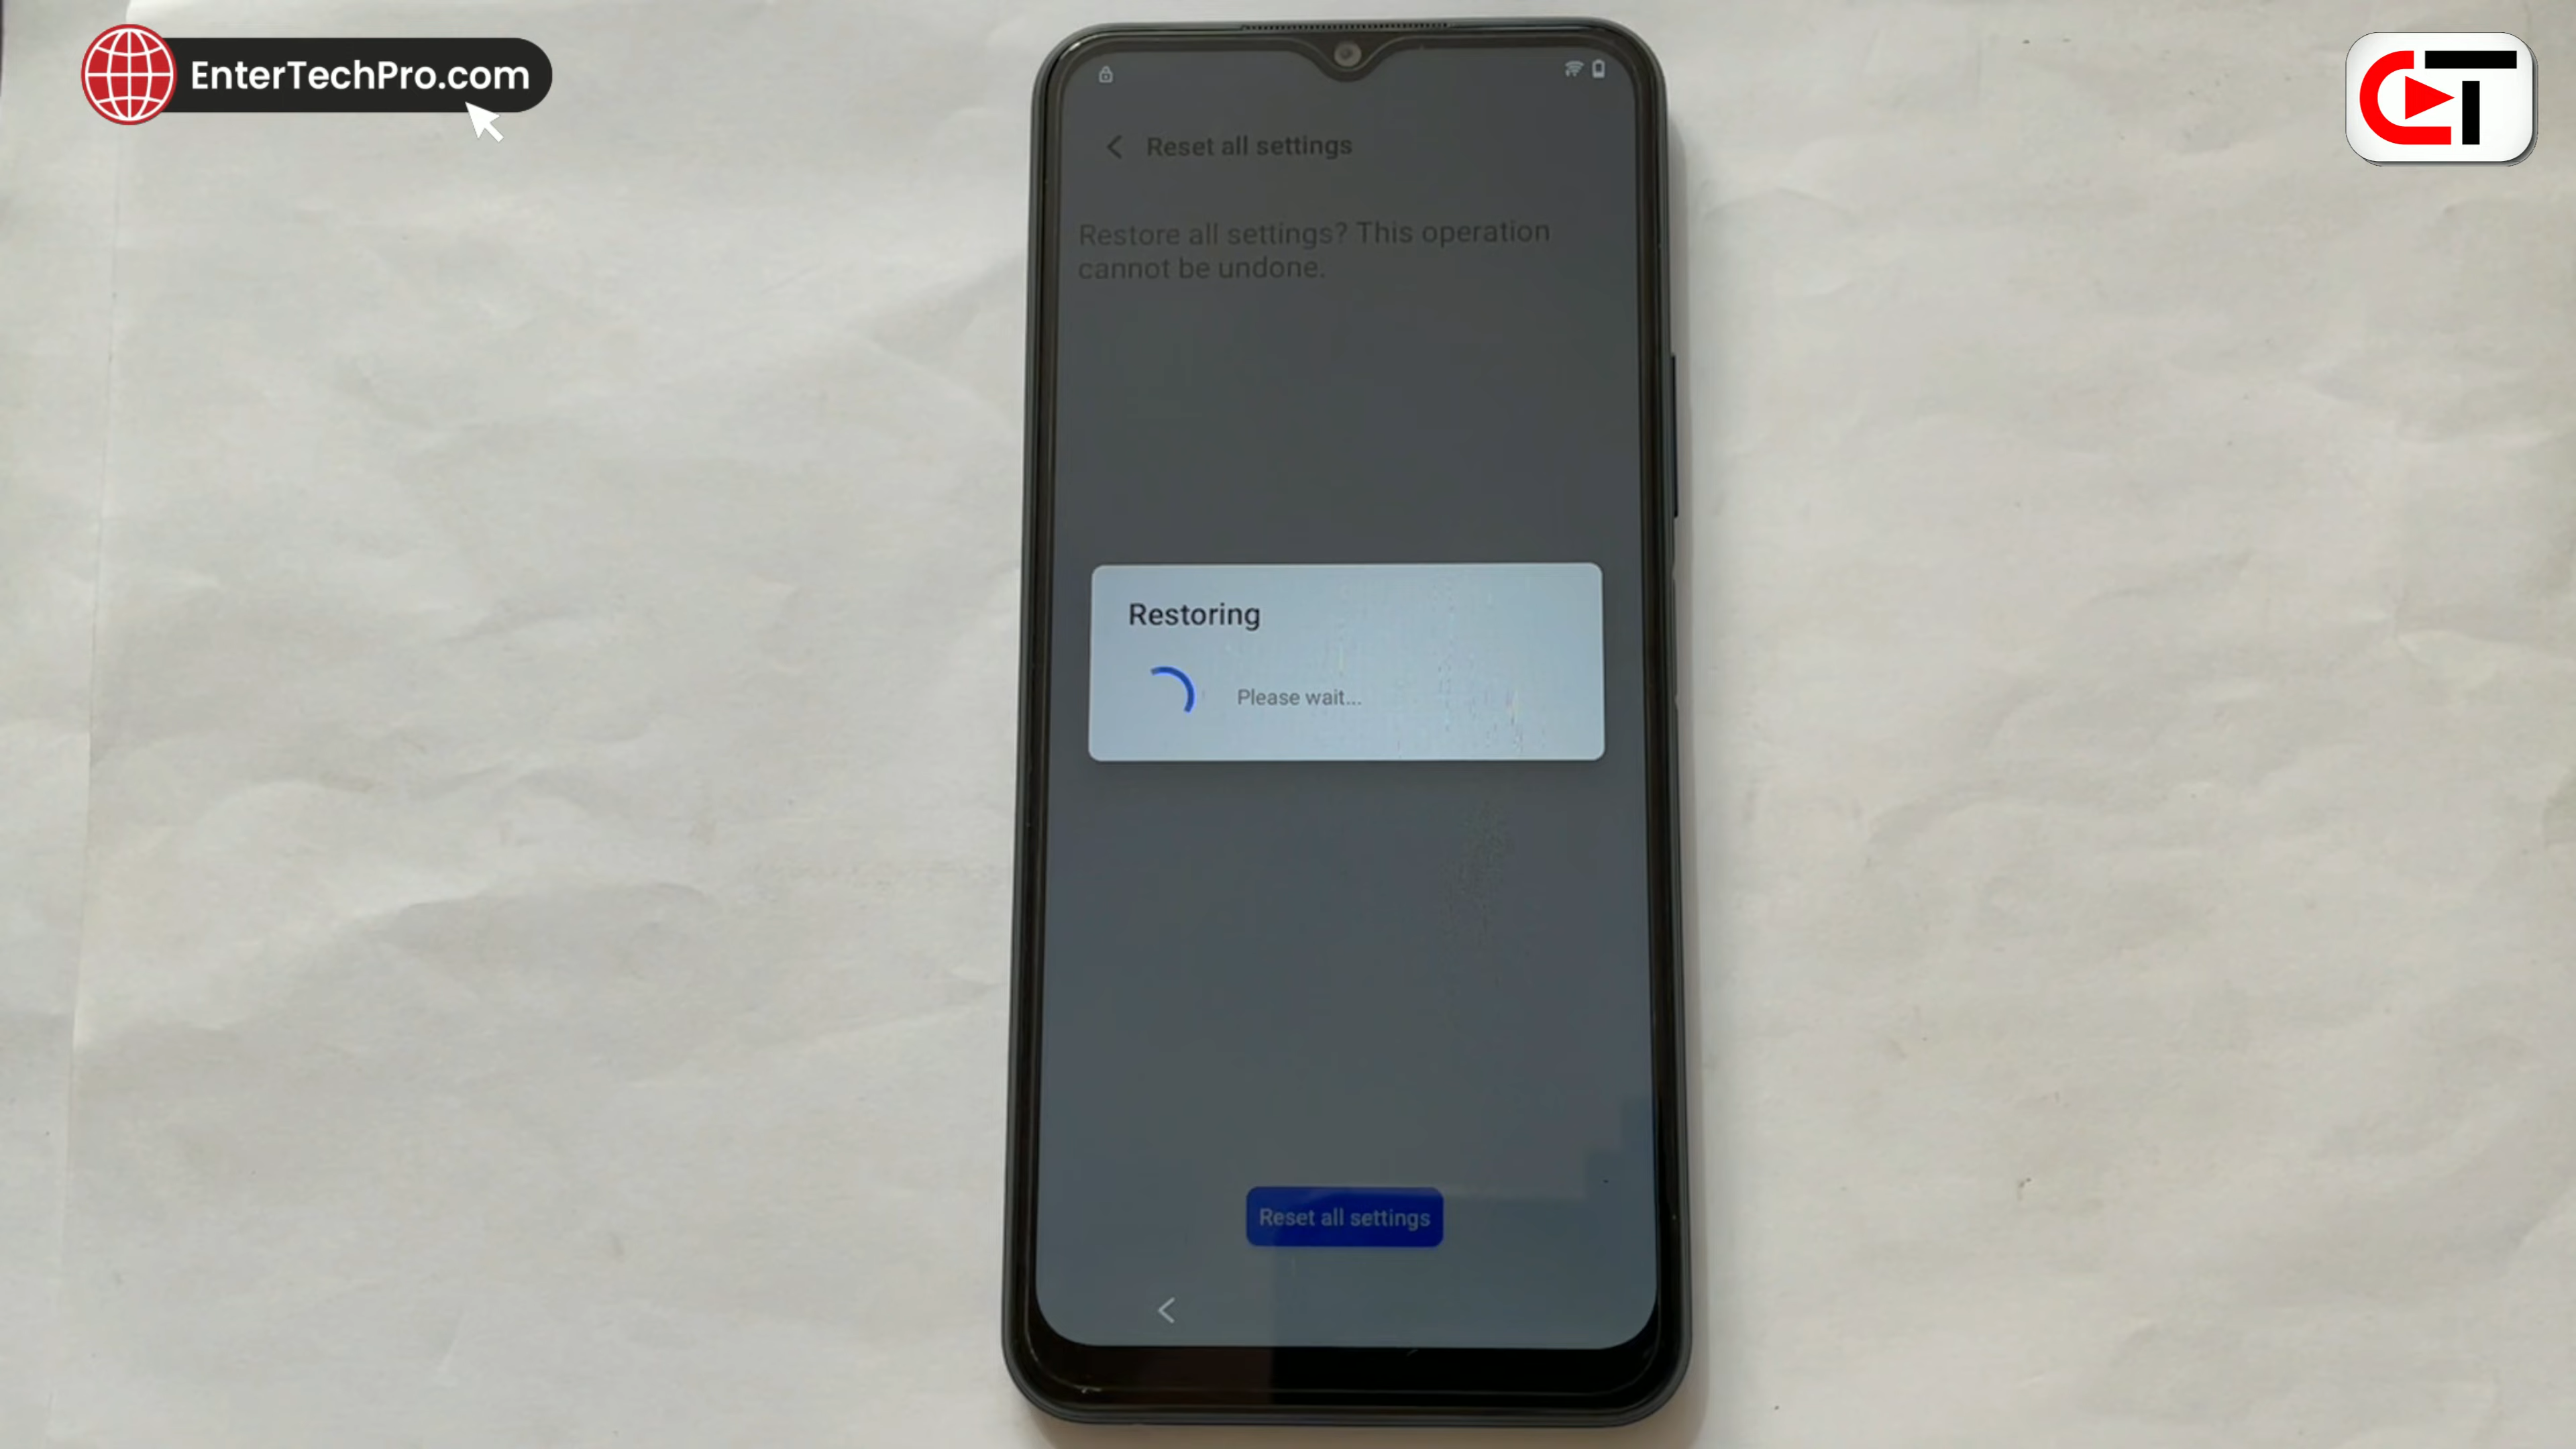 EnterTechPro.com
CT
Reset all settings
Restore all settings? This operation
cannot be undone.
Restoring
Please wait...
Reset all settings